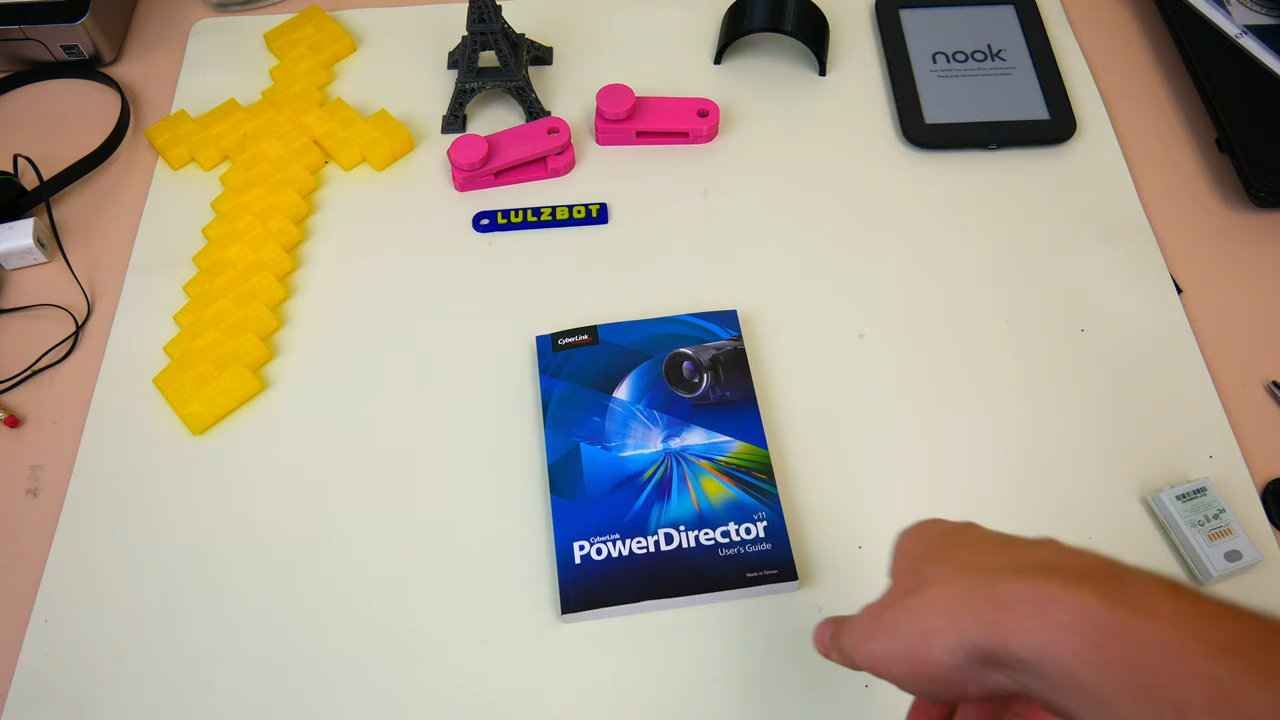 nook
LULZBOT
CyberLink
v11
CyberLink
PowerDirector
User's Guide
Made in Taiwan